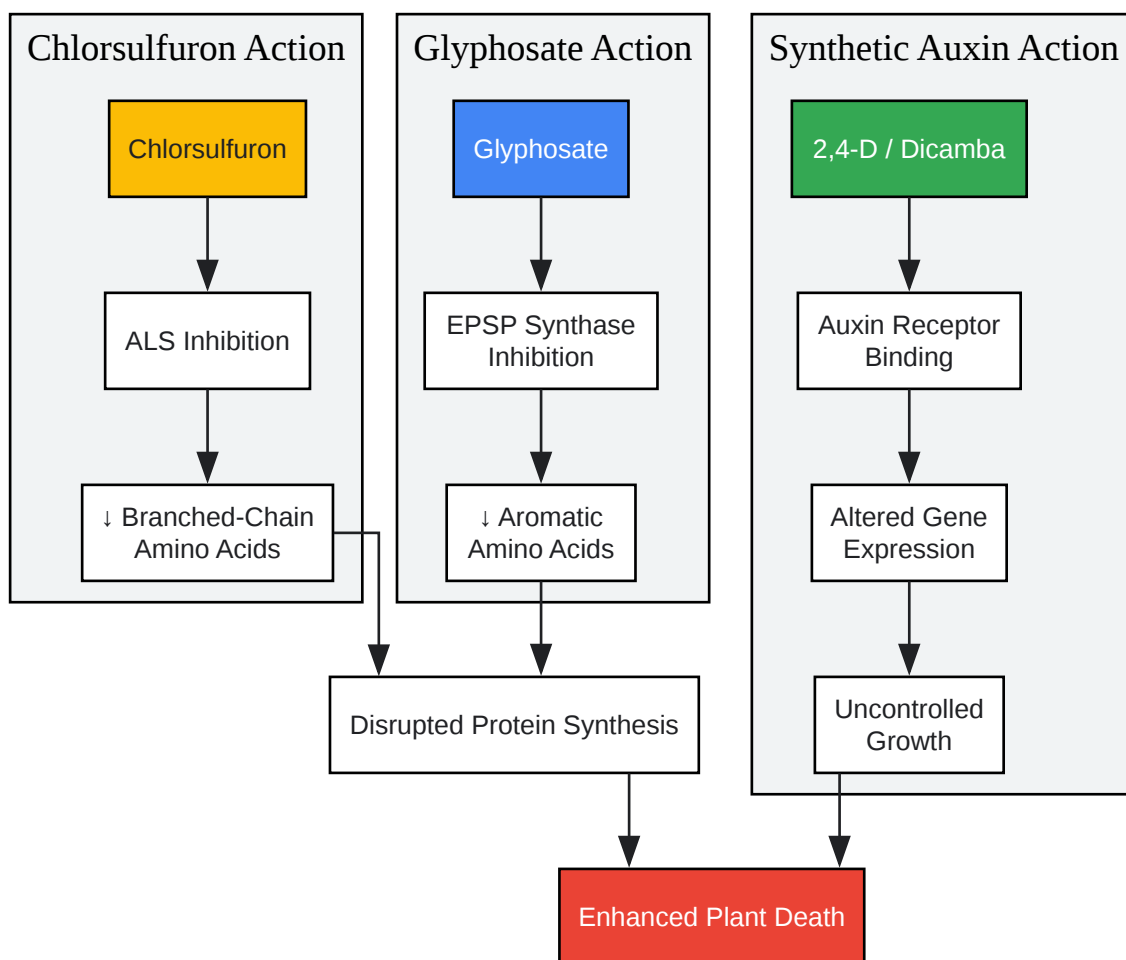 Chlorsulfuron Action
Chlorsulfuron
ALS Inhibition
↓ Branched-Chain
Amino Acids
Glyphosate Action
Glyphosate
EPSP Synthase
Inhibition
↓ Aromatic
Amino Acids
Disrupted Protein Synthesis
Synthetic Auxin Action
2,4-D / Dicamba
Auxin Receptor
Binding
Altered Gene
Expression
Uncontrolled
Growth
Enhanced Plant Death